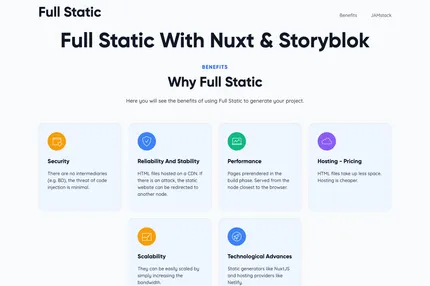 Full Static
Benefits
JAMstack
Full Static With Nuxt & Storyblok
BENEFITS
Why Full Static
Here you will see the benefits of using Full Static to generate your project.
Security
There are no intermediaries
(e.g: BD), the threat of code
injection is minimal.
Reliability And Stability
HTML files hosted on a CDN. If
there is an attack, the static
website can be redirected to
another node.
Performance
Pages prerendered in the
build phase. Served from the
node closest to the browser.
Hosting - Pricing
HTML files take up less space.
Hosting is cheaper.
Scalability
They can be easily scaled by
simply increasing the
bandwidth.
Technological Advances
Static generators like NuxtJS
and hosting providers like
Netlify.